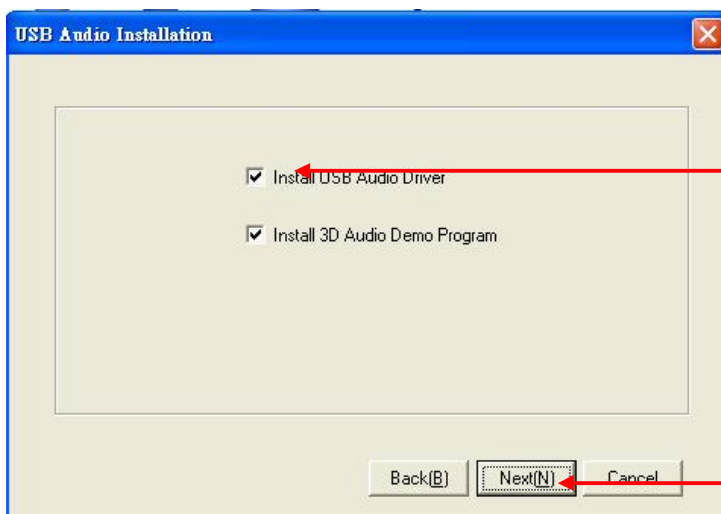 USB Audio Installation
Install USB Audio Driver
Install 3D Audio Demo Program
Back(B) Next(N) Cancel